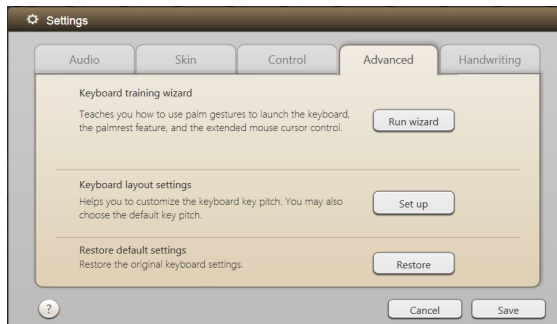 Settings
Audio Skin Control Advanced Handwriting
Keyboard training wizard
Teaches you how to use palm gestures to launch the keyboard,
the palmrest feature, and the extended mouse cursor control.
Run wizard
Keyboard layout settings
Helps you to customize the keyboard key pitch. You may also
choose the default key pitch.
Set up
Restore default settings
Restore the original keyboard settings.
Restore
?
Cancel Save